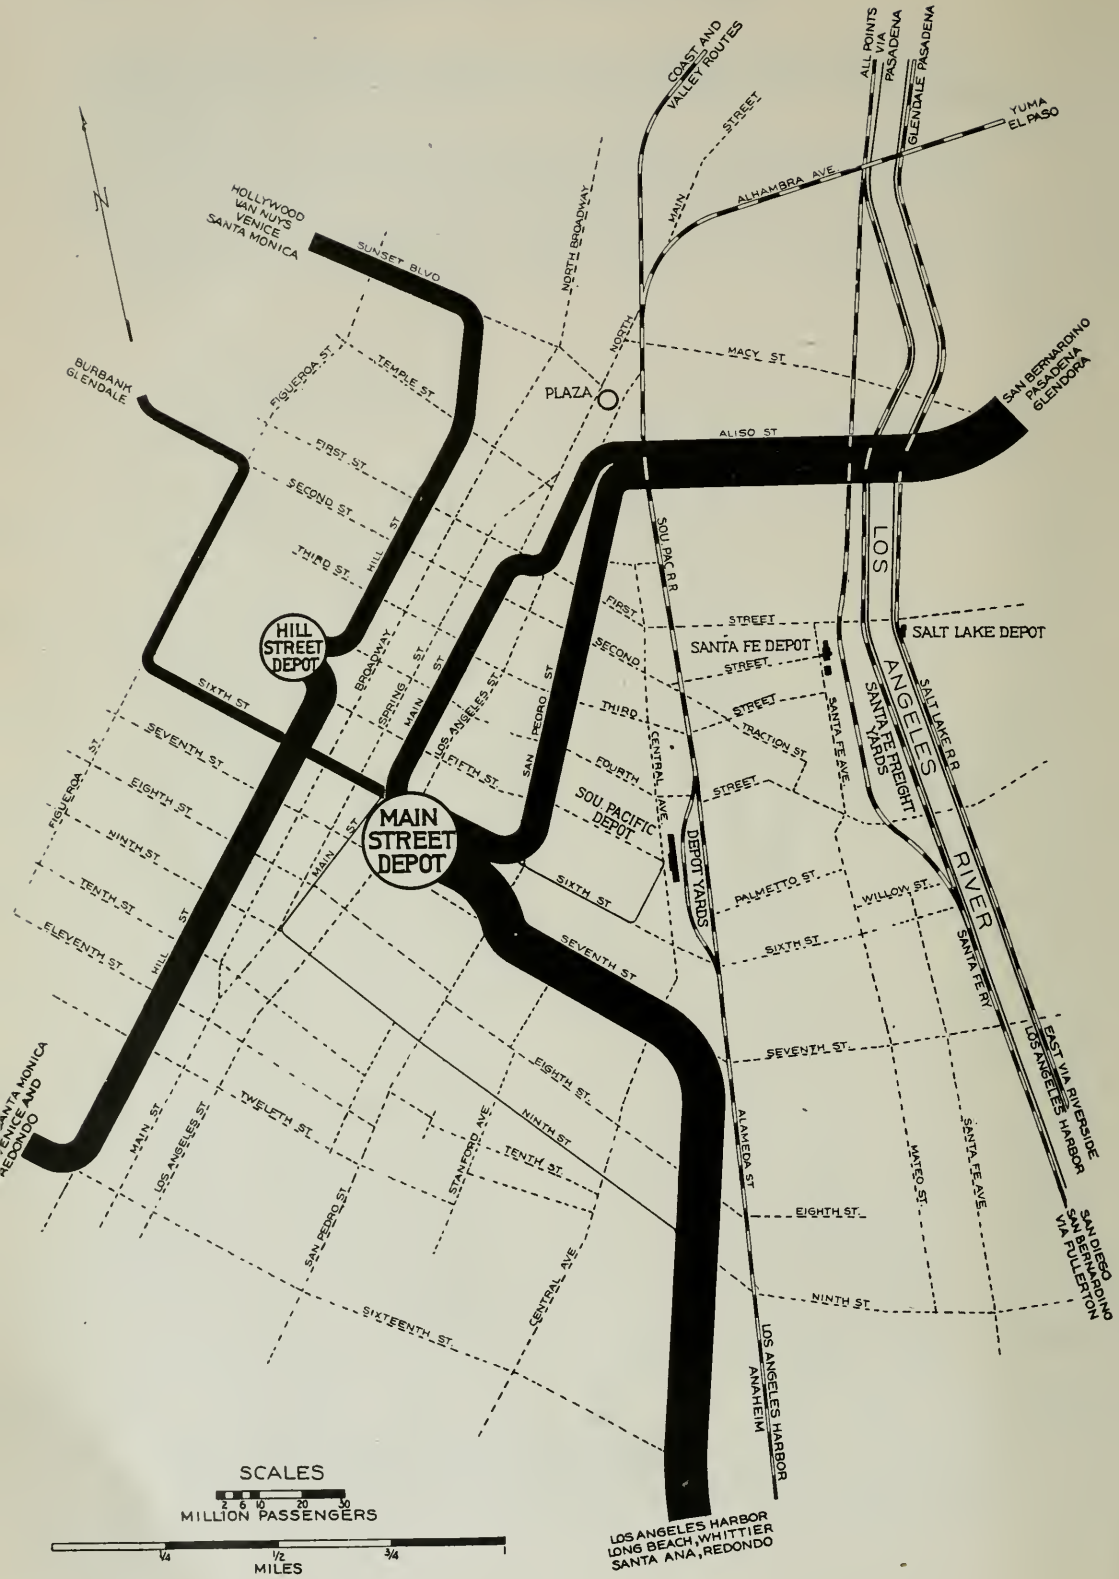 COAST AND
VALLEY ROUTES
STREET
MAIN
ALL POINTS
VIA
PASADENA
GLENDALE PASADENA
YUMA
EL PASO
ALHAMBRA AVE
N
HOLLYWOOD
VAN NUYS
VENICE
SANTA MONICA
SUNSET BLVD
NORTH BROADWAY
NORTH
MACY ST
BURBANK
GLENDALE
FIGUEROA ST
TEMPLE ST
PLAZA
SAN BERNARDINO
PASADENA
GLENDORA
ALISO ST
FIRST ST
SECOND ST
THIRD ST
HILL ST
SOU. PAC. R.R.
LOS
ANGELES
RIVER
HILL
STREET
DEPOT
BROADWAY
SPRING ST
MAIN ST
LOS ANGELES ST
SAN PEDRO ST
FIRST
STREET
SECOND
STREET
SANTA FE DEPOT
SALT LAKE DEPOT
THIRD
STREET
TRACTION ST
SANTA FE AVE
SANTA FE FREIGHT
YARDS
SALT LAKE R.R.
SIXTH ST
SEVENTH ST
EIGHTH ST
NINTH ST
TENTH ST
ELEVENTH ST
FIGUEROA ST.
FIFTH ST
FOURTH
STREET
CENTRAL AVE
SOU. PACIFIC
DEPOT
DEPOT YARDS
MAIN
STREET
DEPOT
MAIN ST
SIXTH ST
PALMETTO ST.
WILLOW ST.
SIXTH ST
SANTA FE RY
HILL ST
SEVENTH ST
SEVENTH ST.
EAST VIA RIVERSIDE
LOS ANGELES HARBOR
SANTA MONICA
VENICE AND
REDONDO
MAIN ST
LOS ANGELES ST
TWELFTH ST
EIGHTH ST.
NINTH ST
TENTH ST.
STANFORD AVE
SAN PEDRO ST
CENTRAL AVE
ALAMEDA ST
MATEO ST.
SANTA FE AVE.
EIGHTH ST.
NINTH ST
SAN DIEGO
SAN BERNARDINO
VIA FULLERTON
SIXTEENTH ST.
LOS ANGELES HARBOR
ANAHEIM
SCALES
2 6 10 20 30
MILLION PASSENGERS
1/4 1/2 3/4 1
MILES
LOS ANGELES HARBOR
LONG BEACH, WHITTIER
SANTA ANA, REDONDO